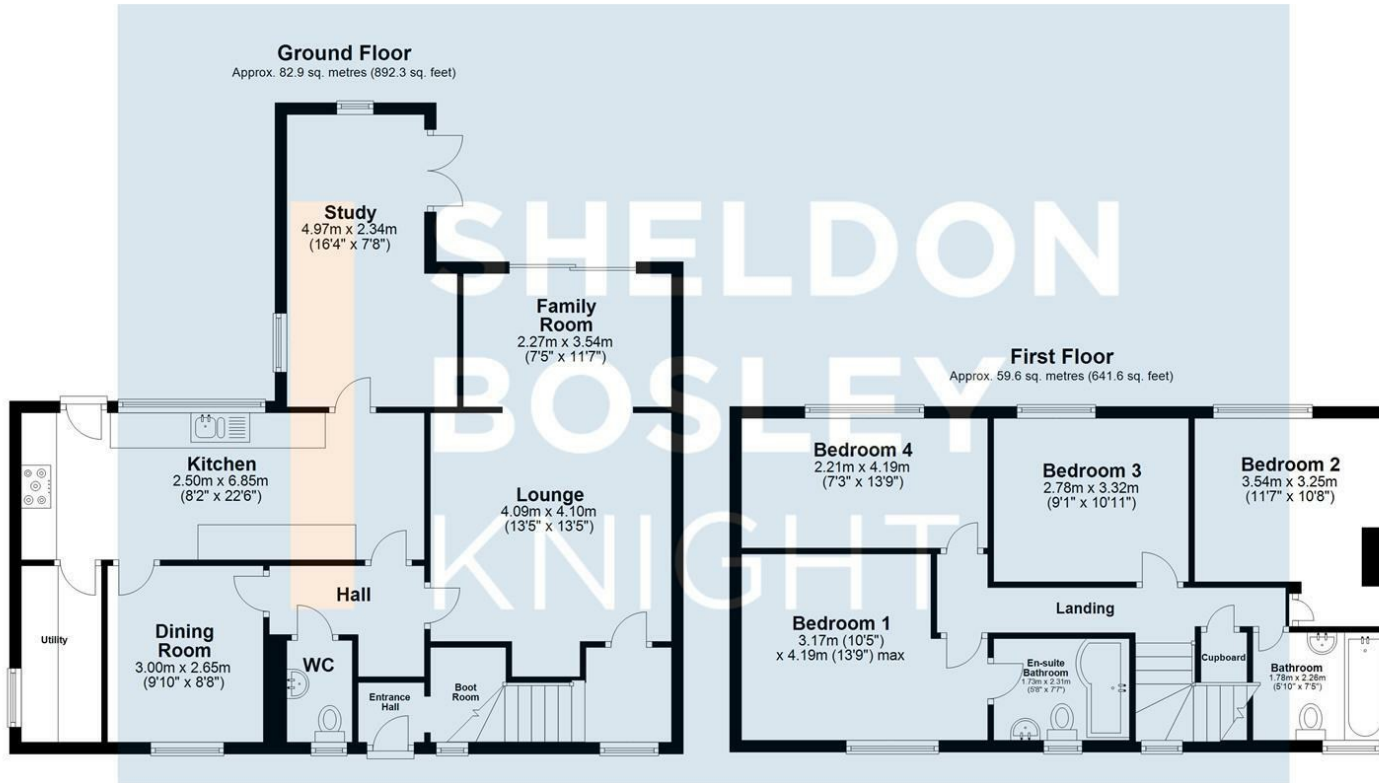 Ground Floor
Approx. 82.9 sq. metres (892.3 sq. feet)
Study
4.97m x 2.34m
(16'4" x 7'8")
Family
Room
2.27m x 3.54m
(7'5" x 11'7")
Kitchen
2.50m x 6.85m
(8'2" x 22'6")
Lounge
4.09m x 4.10m
(13'5" x 13'5")
Hall
Utility
Dining
Room
3.00m x 2.65m
(9'10" x 8'8")
WC
Entrance
Hall
Boot
Room
First Floor
Approx. 59.6 sq. metres (641.6 sq. feet)
Bedroom 4
2.21m x 4.19m
(7'3" x 13'9")
Bedroom 3
2.78m x 3.32m
(9'1" x 10'11")
Bedroom 2
3.54m x 3.25m
(11'7" x 10'8")
Landing
Bedroom 1
3.17m (10'5")
x 4.19m (13'9") max
En-suite
Bathroom
1.73m x 2.31m
(5'8" x 7'7")
Cupboard
Bathroom
1.78m x 2.26m
(5'10" x 7'5")
SHELDON
BOSLEY
KNIGHT